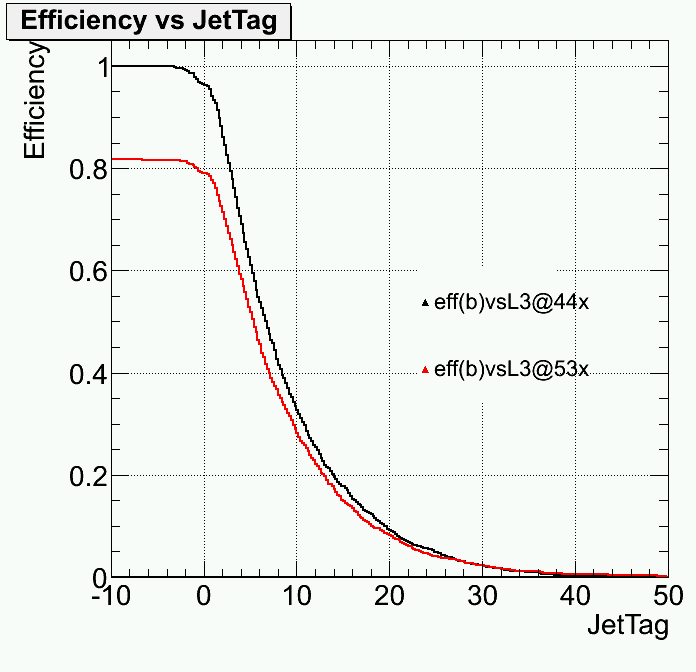 Efficiency vs JetTag
Efficiency
1
0.8
0.6
0.4
0.2
0
-10 0 10 20 30 40 50
JetTag
eff(b)vsL3@44x
eff(b)vsL3@53x